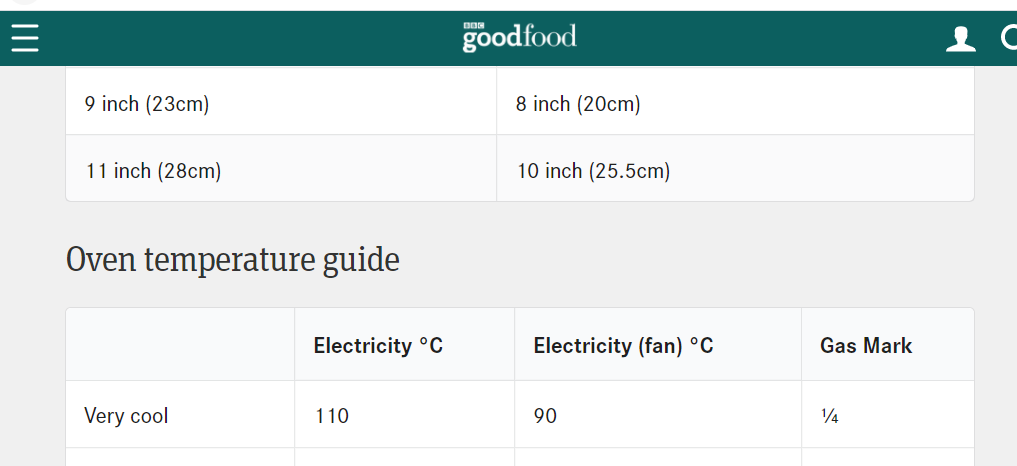 BBC
goodfood
9 inch (23cm) 8 inch (20cm)
11 inch (28cm) 10 inch (25.5cm)
Oven temperature guide
Electricity °C Electricity (fan) °C Gas Mark
Very cool 110 90 ¼